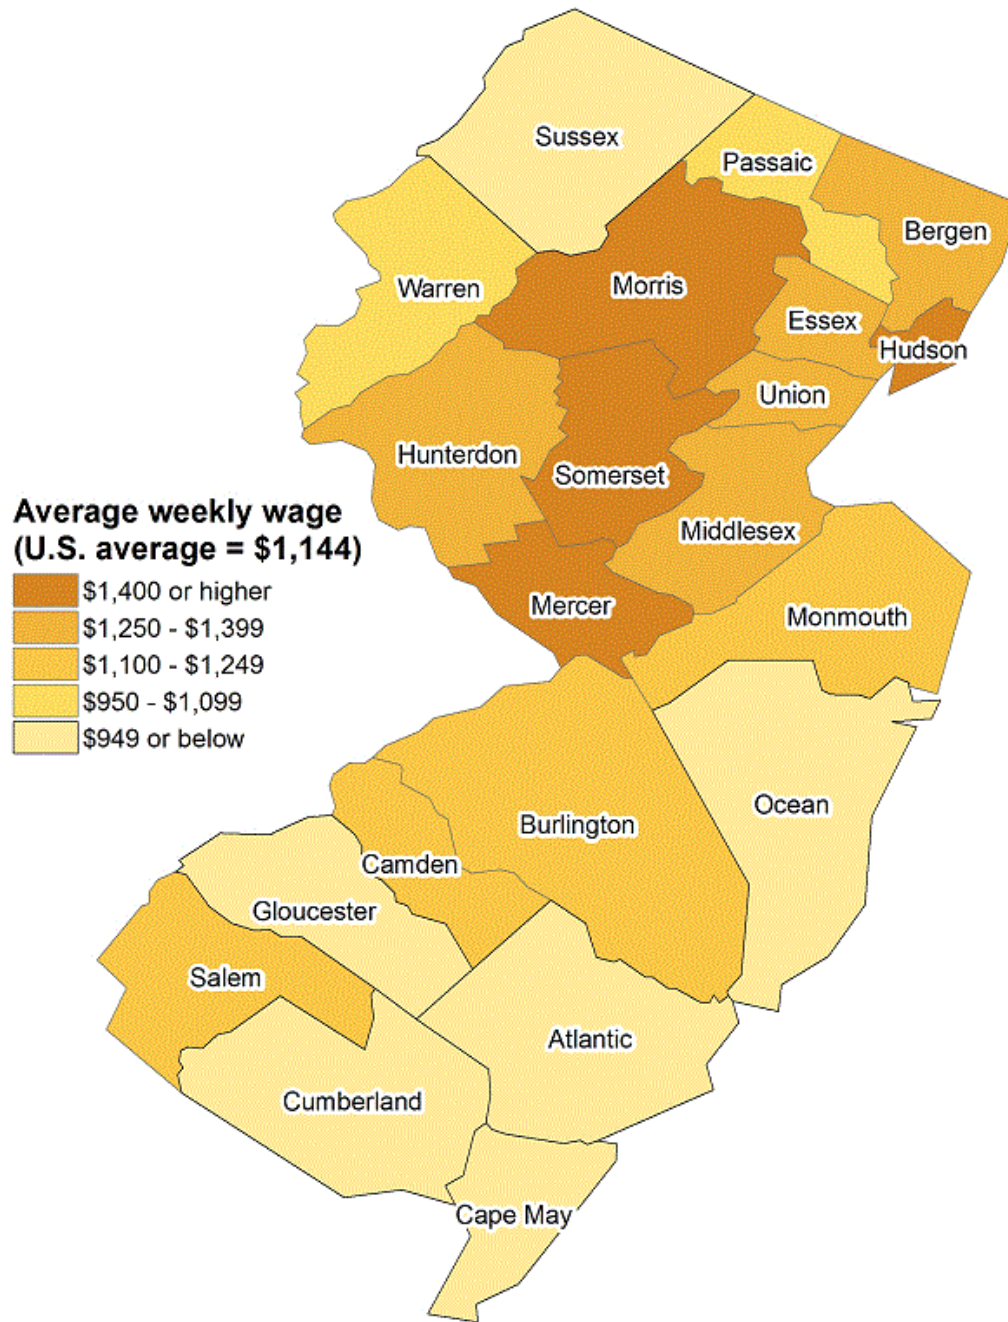 Sussex
Passaic
Bergen
Warren
Morris
Essex
Hudson
Union
Hunterdon
Somerset
Middlesex
Mercer
Monmouth
Average weekly wage
(U.S. average = $1,144)
$1,400 or higher
$1,250 - $1,399
$1,100 - $1,249
$950 - $1,099
$949 or below
Ocean
Burlington
Camden
Gloucester
Salem
Atlantic
Cumberland
Cape May